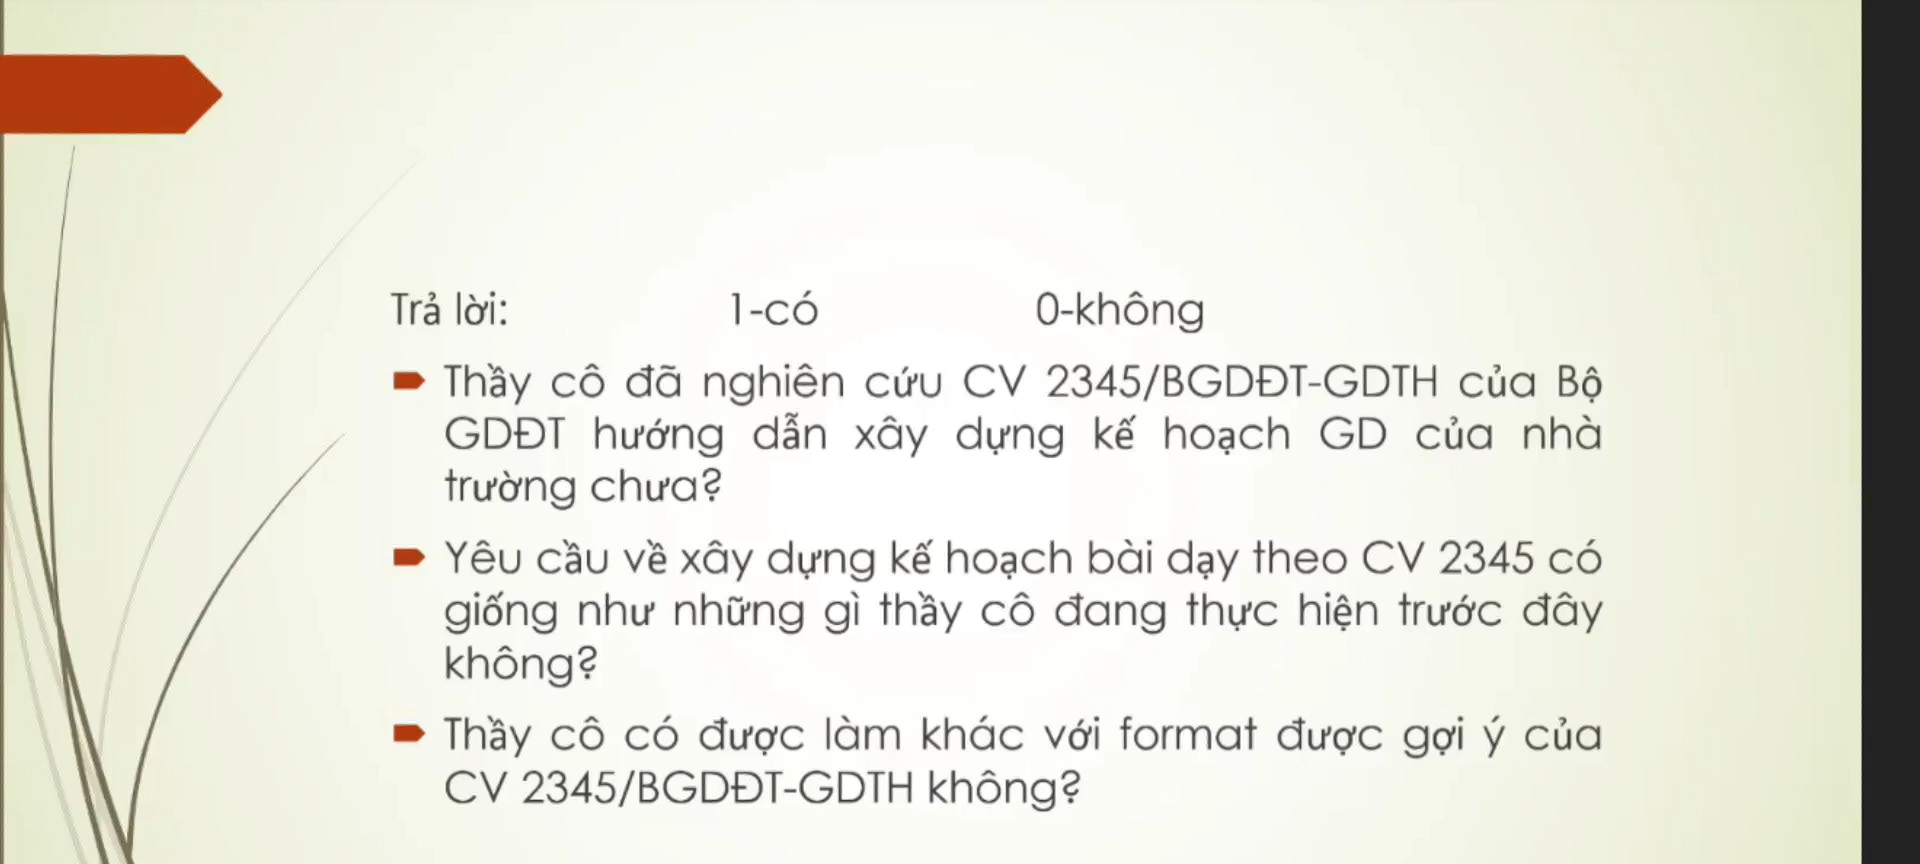 Trả lời: 1-có 0-không
Thầy cô đã nghiên cứu CV 2345/BGDĐT-GDTH của Bộ
GDĐT hướng dẫn xây dựng kế hoạch GD của nhà
trường chưa?
Yêu cầu về xây dựng kế hoạch bài dạy theo CV 2345 có
giống như những gì thầy cô đang thực hiện trước đây
không?
Thầy cô có được làm khác với format được gợi ý của
CV 2345/BGDĐT-GDTH không?